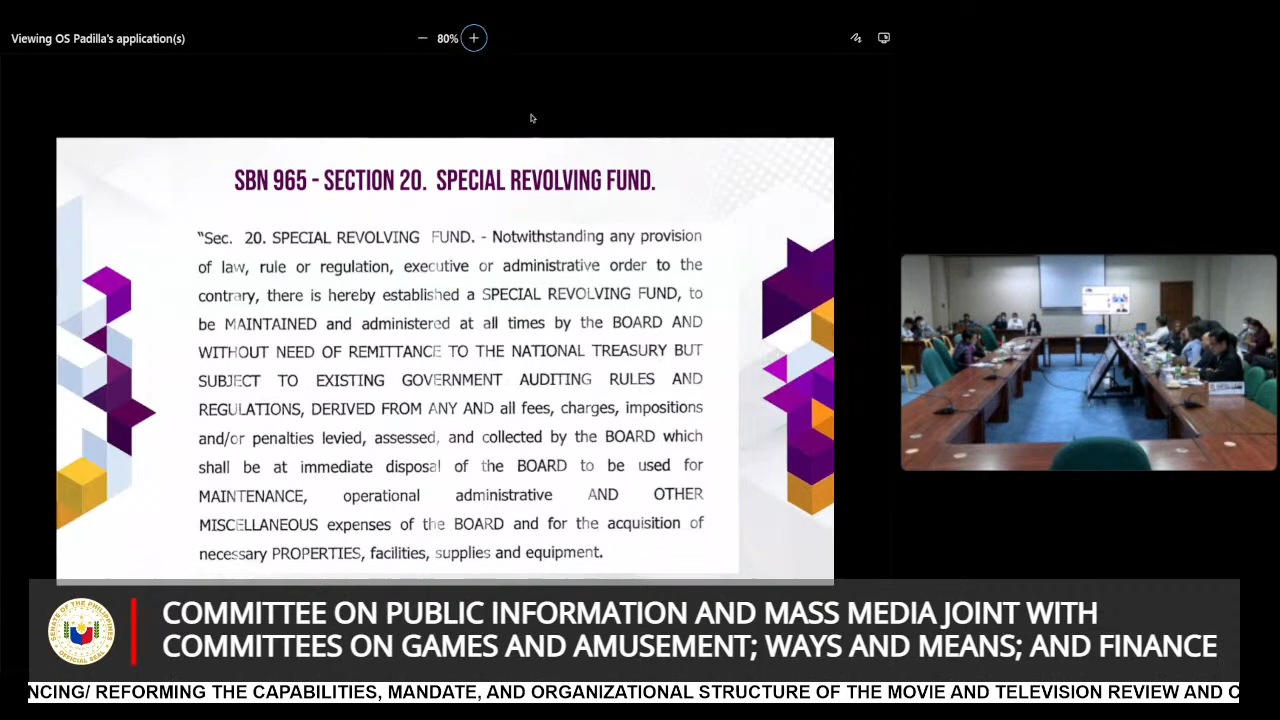 Viewing OS Padilla's application(s)
80%
SBN 965 - SECTION 20. SPECIAL REVOLVING FUND.
"Sec. 20. SPECIAL REVOLVING FUND. - Notwithstanding any provision
of law, rule or regulation, executive or administrative order to the
contrary, there is hereby established a SPECIAL REVOLVING FUND, to
be MAINTAINED and administered at all times by the BOARD AND
WITHOUT NEED OF REMITTANCE TO THE NATIONAL TREASURY BUT
SUBJECT TO EXISTING GOVERNMENT AUDITING RULES AND
REGULATIONS, DERIVED FROM ANY AND all fees, charges, impositions
and/or penalties levied, assessed, and collected by the BOARD which
shall be at immediate disposal of the BOARD to be used for
MAINTENANCE, operational administrative AND OTHER
MISCELLANEOUS expenses of the BOARD and for the acquisition of
necessary PROPERTIES, facilities, supplies and equipment.
SENATE OF THE PHILIPPINES
OFFICIAL SEAL
COMMITTEE ON PUBLIC INFORMATION AND MASS MEDIA JOINT WITH
COMMITTEES ON GAMES AND AMUSEMENT; WAYS AND MEANS; AND FINANCE
NCING/ REFORMING THE CAPABILITIES, MANDATE, AND ORGANIZATIONAL STRUCTURE OF THE MOVIE AND TELEVISION REVIEW AND C